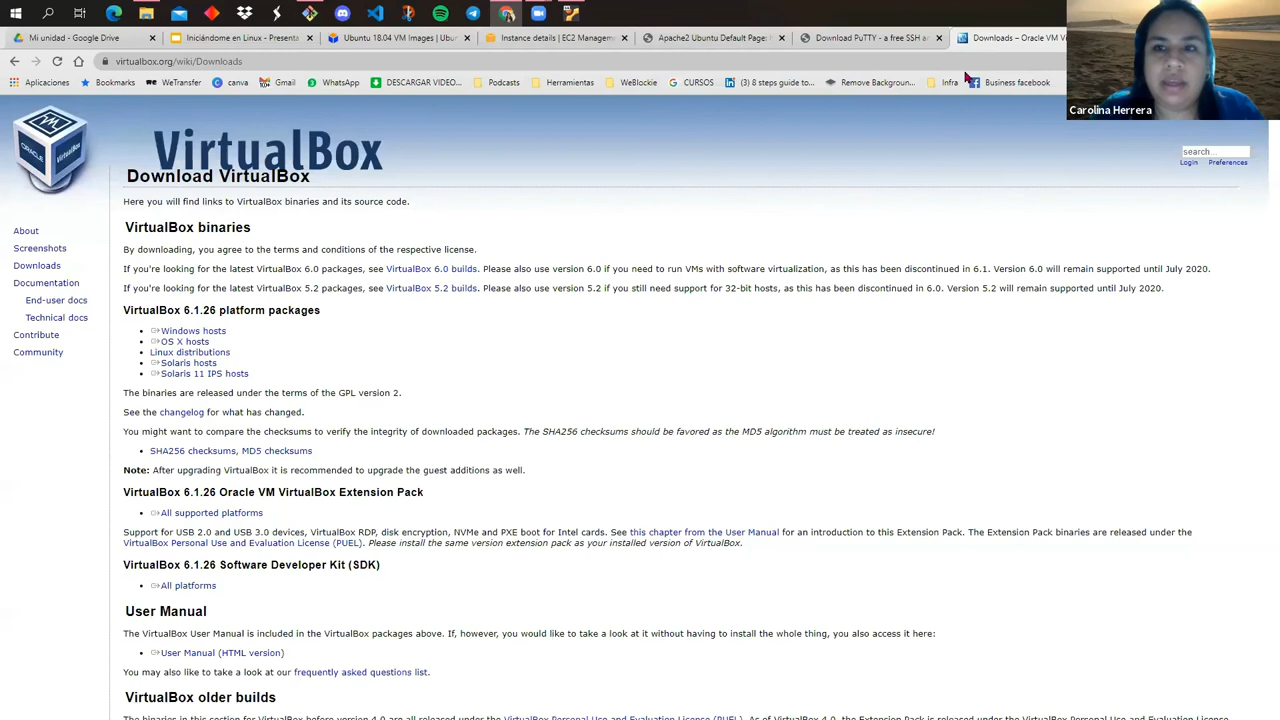 Mi unidad - Google Drive
Iniciándome en Linux - Presenta
Ubuntu 18.04 VM Images | Ubun
Instance details | EC2 Managem
Apache2 Ubuntu Default Page:
Download PuTTY - a free SSH an
Downloads – Oracle VM V
virtualbox.org/wiki/Downloads
Aplicaciones
Bookmarks
WeTransfer
canva
Gmail
WhatsApp
DESCARGAR VIDEO...
Podcasts
Herramientas
WeBlockie
CURSOS
(3) 8 steps guide to...
Remove Background...
Infra
Business facebook
Carolina Herrera
ORACLE
VirtualBox
VirtualBox
search...
Login Preferences
About
Screenshots
Downloads
Documentation
End-user docs
Technical docs
Contribute
Community
Download VirtualBox
Here you will find links to VirtualBox binaries and its source code.
VirtualBox binaries
By downloading, you agree to the terms and conditions of the respective license.
If you're looking for the latest VirtualBox 6.0 packages, see VirtualBox 6.0 builds. Please also use version 6.0 if you need to run VMs with software virtualization, as this has been discontinued in 6.1. Version 6.0 will remain supported until July 2020.
If you're looking for the latest VirtualBox 5.2 packages, see VirtualBox 5.2 builds. Please also use version 5.2 if you still need support for 32-bit hosts, as this has been discontinued in 6.0. Version 5.2 will remain supported until July 2020.
VirtualBox 6.1.26 platform packages
Windows hosts
OS X hosts
Linux distributions
Solaris hosts
Solaris 11 IPS hosts
The binaries are released under the terms of the GPL version 2.
See the changelog for what has changed.
You might want to compare the checksums to verify the integrity of downloaded packages. The SHA256 checksums should be favored as the MD5 algorithm must be treated as insecure!
SHA256 checksums, MD5 checksums
Note: After upgrading VirtualBox it is recommended to upgrade the guest additions as well.
VirtualBox 6.1.26 Oracle VM VirtualBox Extension Pack
All supported platforms
Support for USB 2.0 and USB 3.0 devices, VirtualBox RDP, disk encryption, NVMe and PXE boot for Intel cards. See this chapter from the User Manual for an introduction to this Extension Pack. The Extension Pack binaries are released under the
VirtualBox Personal Use and Evaluation License (PUEL). Please install the same version extension pack as your installed version of VirtualBox.
VirtualBox 6.1.26 Software Developer Kit (SDK)
All platforms
User Manual
The VirtualBox User Manual is included in the VirtualBox packages above. If, however, you would like to take a look at it without having to install the whole thing, you also access it here:
User Manual (HTML version)
You may also like to take a look at our frequently asked questions list.
VirtualBox older builds
The binaries in this section for VirtualBox before version 4.0 are all released under the VirtualBox Personal Use and Evaluation License (PUEL). As of VirtualBox 4.0, the Extension Pack is released under the VirtualBox Personal Use and Evaluation License